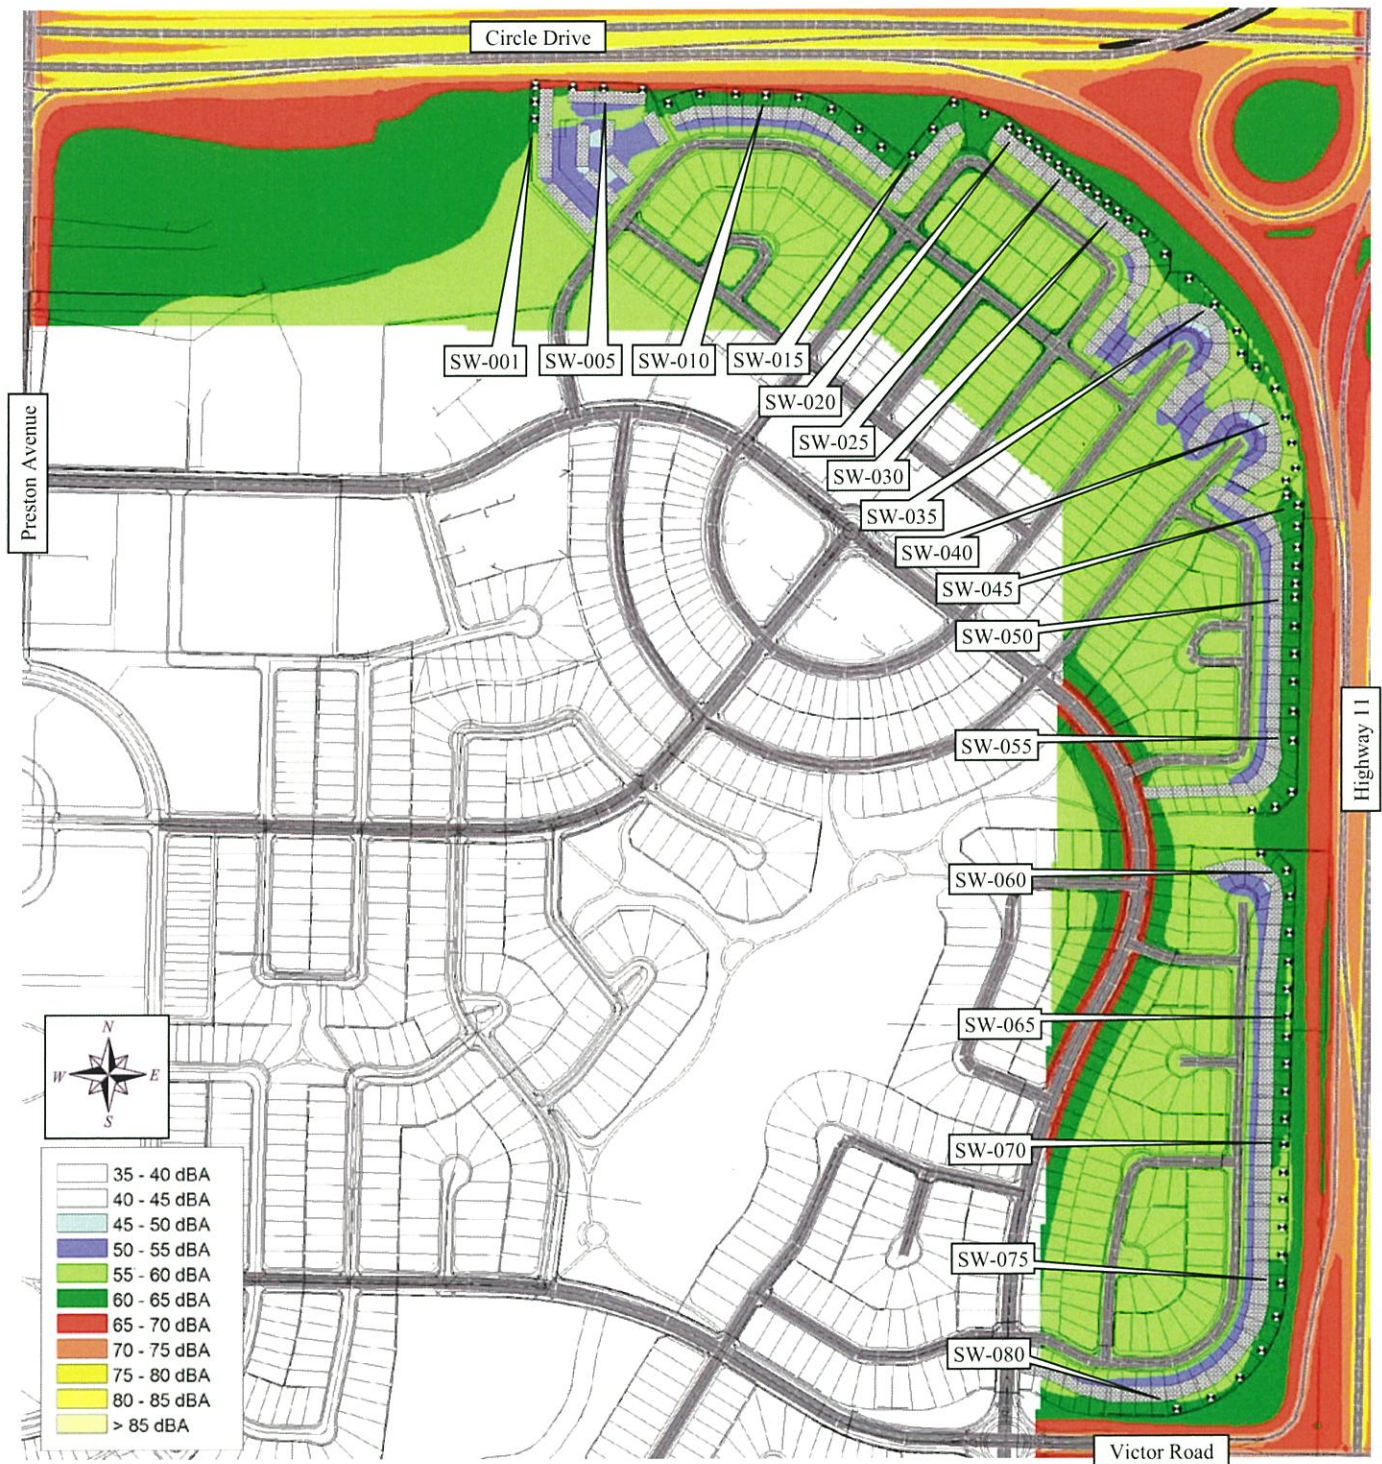 Circle Drive
SW-001
SW-005
SW-010
SW-015
SW-020
SW-025
SW-030
SW-035
SW-040
SW-045
SW-050
SW-055
SW-060
SW-065
SW-070
SW-075
SW-080
Preston Avenue
Highway 11
Victor Road
N
W
E
S
35 - 40 dBA
40 - 45 dBA
45 - 50 dBA
50 - 55 dBA
55 - 60 dBA
60 - 65 dBA
65 - 70 dBA
70 - 75 dBA
75 - 80 dBA
80 - 85 dBA
> 85 dBA